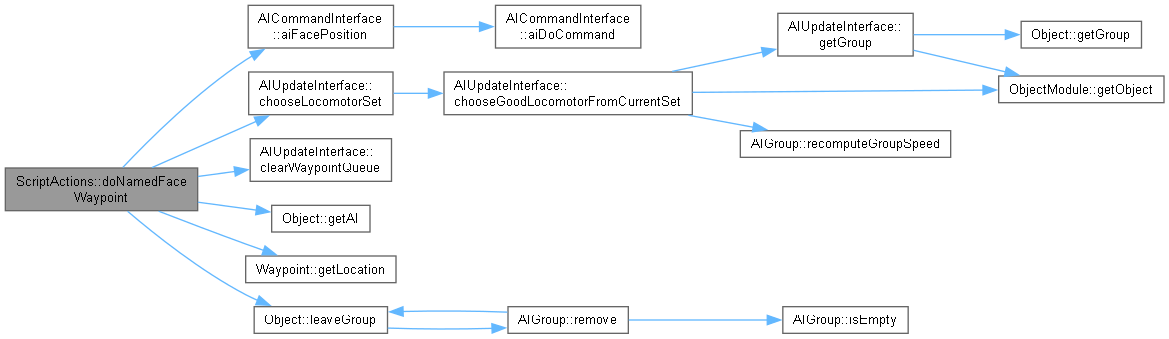 ScriptActions::doNamedFace
Waypoint
AICommandInterface
::aiFacePosition
AICommandInterface
::aiDoCommand
AIUpdateInterface::
chooseLocomotorSet
AIUpdateInterface::
chooseGoodLocomotorFromCurrentSet
AIUpdateInterface::
getGroup
Object::getGroup
ObjectModule::getObject
AIGroup::recomputeGroupSpeed
AIUpdateInterface::
clearWaypointQueue
Object::getAI
Waypoint::getLocation
Object::leaveGroup
AIGroup::remove
AIGroup::isEmpty